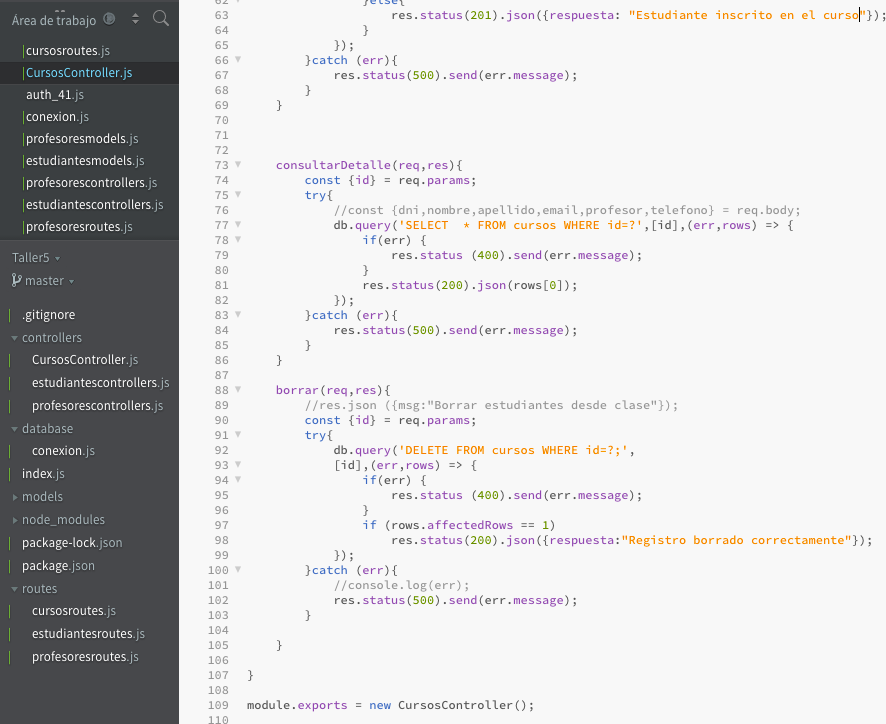 Área de trabajo
cursosroutes.js
CursosController.js
auth_41.js
conexion.js
profesoresmodels.js
estudiantesmodels.js
profesorescontrollers.js
estudiantescontrollers.js
profesoresroutes.js
Taller5
master
.gitignore
controllers
CursosController.js
estudiantescontrollers.js
profesorescontrollers.js
database
conexion.js
index.js
models
node_modules
package-lock.json
package.json
routes
cursosroutes.js
estudiantesroutes.js
profesoresroutes.js
62 }else{
63 res.status(201).json({respuesta: "Estudiante inscrito en el curso"});
64 }
65 });
66 }catch (err){
67 res.status(500).send(err.message);
68 }
69 }
70
71
72
73 consultarDetalle(req,res){
74 const {id} = req.params;
75 try{
76 //const {dni,nombre,apellido,email,profesor,telefono} = req.body;
77 db.query('SELECT  * FROM cursos WHERE id=?',[id],(err,rows) => {
78 if(err) {
79 res.status (400).send(err.message);
80 }
81 res.status(200).json(rows[0]);
82 });
83 }catch (err){
84 res.status(500).send(err.message);
85 }
86 }
87
88 borrar(req,res){
89 //res.json ({msg:"Borrar estudiantes desde clase"});
90 const {id} = req.params;
91 try{
92 db.query('DELETE FROM cursos WHERE id=?;',
93 [id],(err,rows) => {
94 if(err) {
95 res.status (400).send(err.message);
96 }
97 if (rows.affectedRows == 1)
98 res.status(200).json({respuesta:"Registro borrado correctamente"});
99 });
100 }catch (err){
101 //console.log(err);
102 res.status(500).send(err.message);
103 }
104
105 }
106
107 }
108
109 module.exports = new CursosController();
110